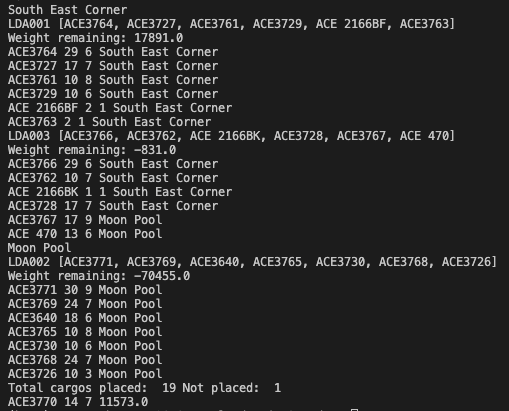 South East Corner
LDA001 [ACE3764, ACE3727, ACE3761, ACE3729, ACE 2166BF, ACE3763]
Weight remaining: 17891.0
ACE3764 29 6 South East Corner
ACE3727 17 7 South East Corner
ACE3761 10 8 South East Corner
ACE3729 10 6 South East Corner
ACE 2166BF 2 1 South East Corner
ACE3763 2 1 South East Corner
LDA003 [ACE3766, ACE3762, ACE 2166BK, ACE3728, ACE3767, ACE 470]
Weight remaining: -831.0
ACE3766 29 6 South East Corner
ACE3762 10 7 South East Corner
ACE 2166BK 1 1 South East Corner
ACE3728 17 7 South East Corner
ACE3767 17 9 Moon Pool
ACE 470 13 6 Moon Pool
Moon Pool
LDA002 [ACE3771, ACE3769, ACE3640, ACE3765, ACE3730, ACE3768, ACE3726]
Weight remaining: -70455.0
ACE3771 30 9 Moon Pool
ACE3769 24 7 Moon Pool
ACE3640 18 6 Moon Pool
ACE3765 10 8 Moon Pool
ACE3730 10 6 Moon Pool
ACE3768 24 7 Moon Pool
ACE3726 10 3 Moon Pool
Total cargos placed:  19 Not placed:  1
ACE3770 14 7 11573.0